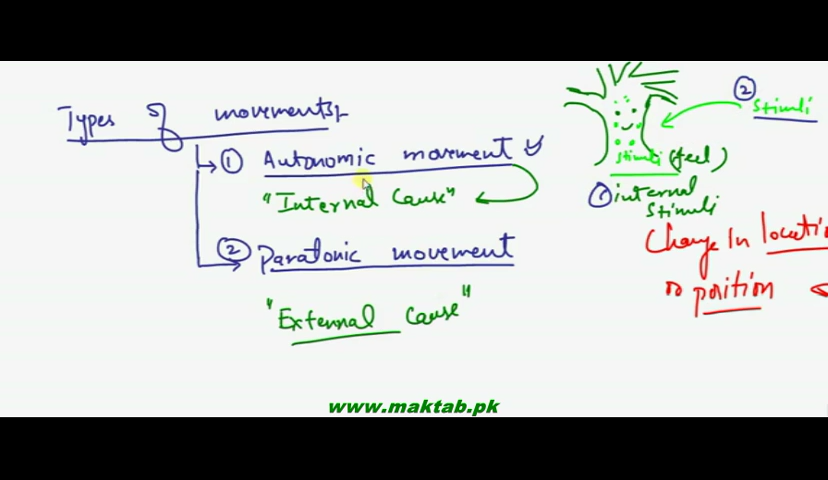 Types of movements
① Autonomic movement
"Internal Cause"
② Paratonic movement
"External Cause"
② Stimuli
Stimuli (feel)
① internal
Stimuli
Change In locatio
or position
www.maktab.pk